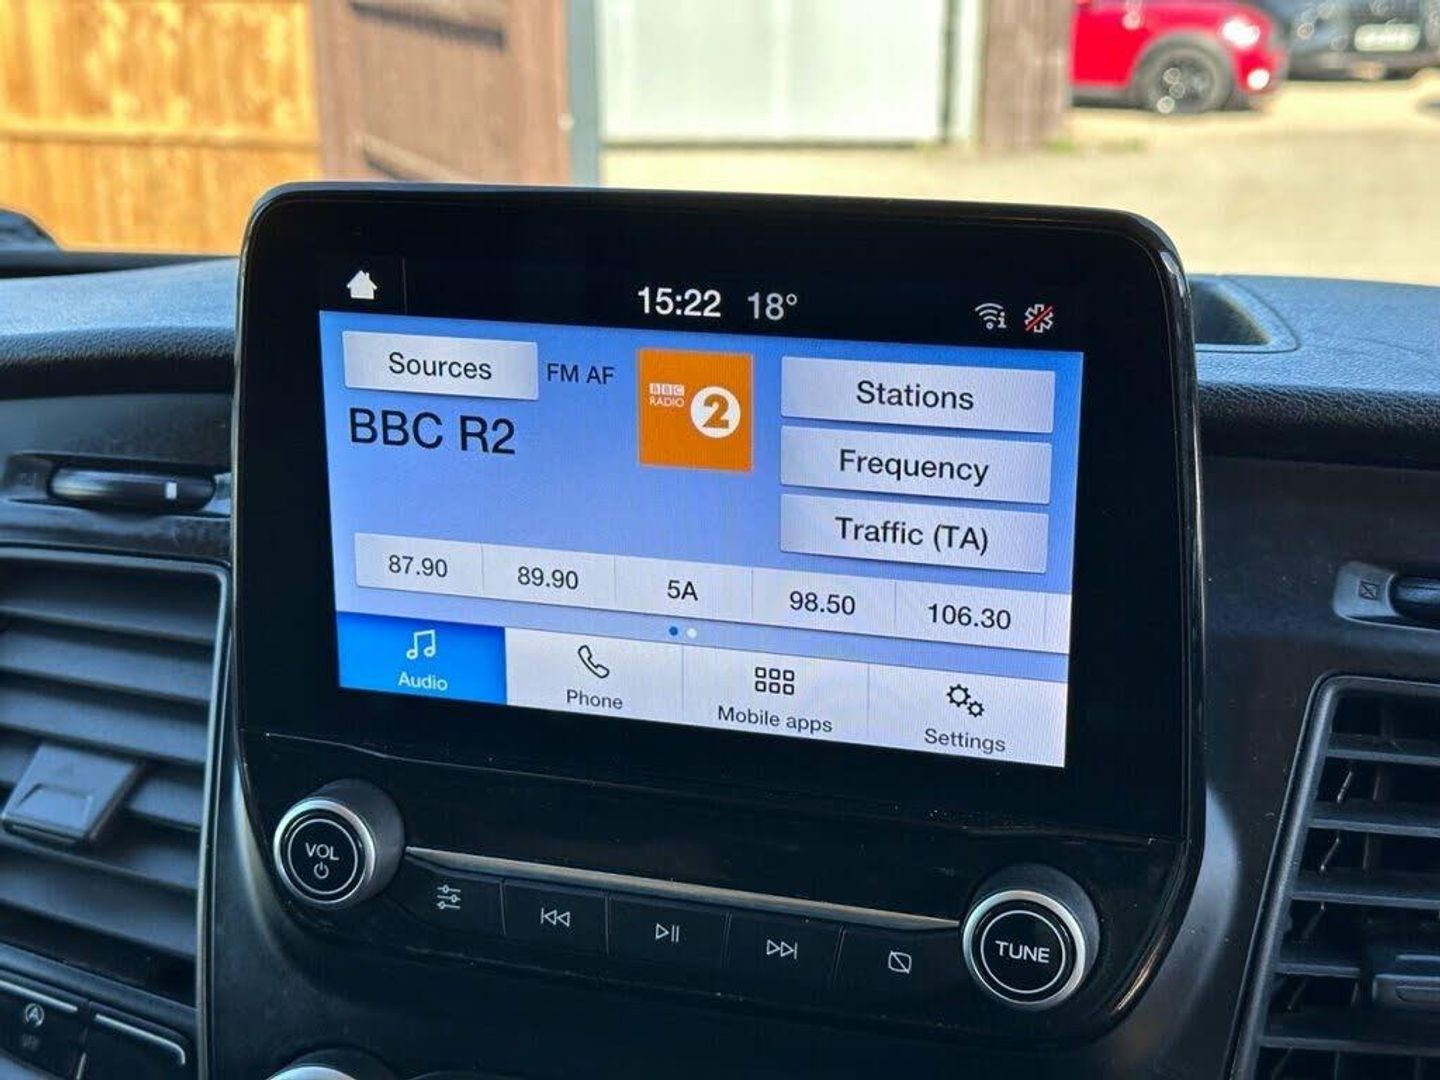 15:22 18°
Sources FM AF
BBC RADIO 2
Stations
BBC R2
Frequency
Traffic (TA)
87.90 89.90 5A 98.50 106.30
Audio Phone Mobile apps Settings
VOL
TUNE